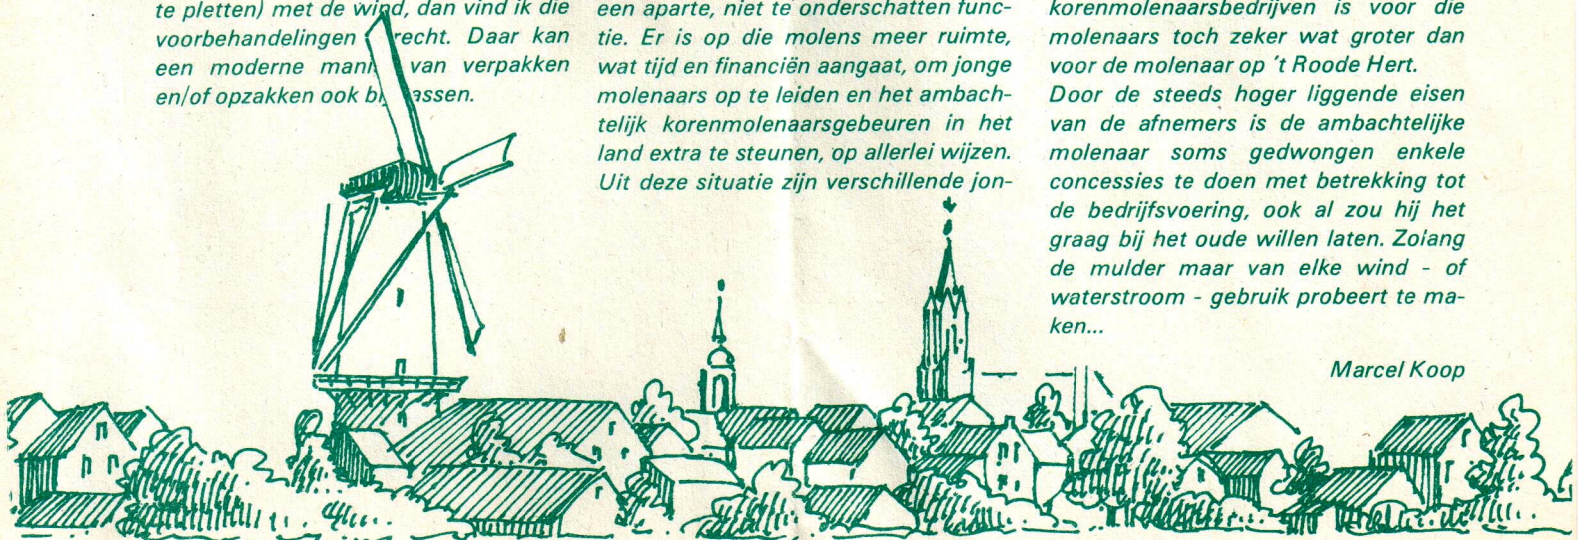 te pletten) met de wind, dan vind ik die
voorbehandelingen recht. Daar kan
een moderne van verpakken
en/of opzakken ook
een aparte, niet te onderschatten func-
tie. Er is op die molens meer ruimte,
wat tijd en financiën aangaat, om jonge
molenaars op te leiden en het ambach-
telijk korenmolenaarsgebeuren in het
land extra te steunen, op allerlei wijzen.
Uit deze situatie zijn verschillende jon-
korenmolenaarsbedrijven is voor die
molenaars toch zeker wat groter dan
voor de molenaar op 't Roode Hert.
Door de steeds hoger liggende eisen
van de afnemers is de ambachtelijke
molenaar soms gedwongen enkele
concessies te doen met betrekking tot
de bedrijfsvoering, ook al zou hij het
graag bij het oude willen laten. Zolang
de mulder maar van elke wind - of
waterstroom - gebruik probeert te ma-
ken...
Marcel Koop